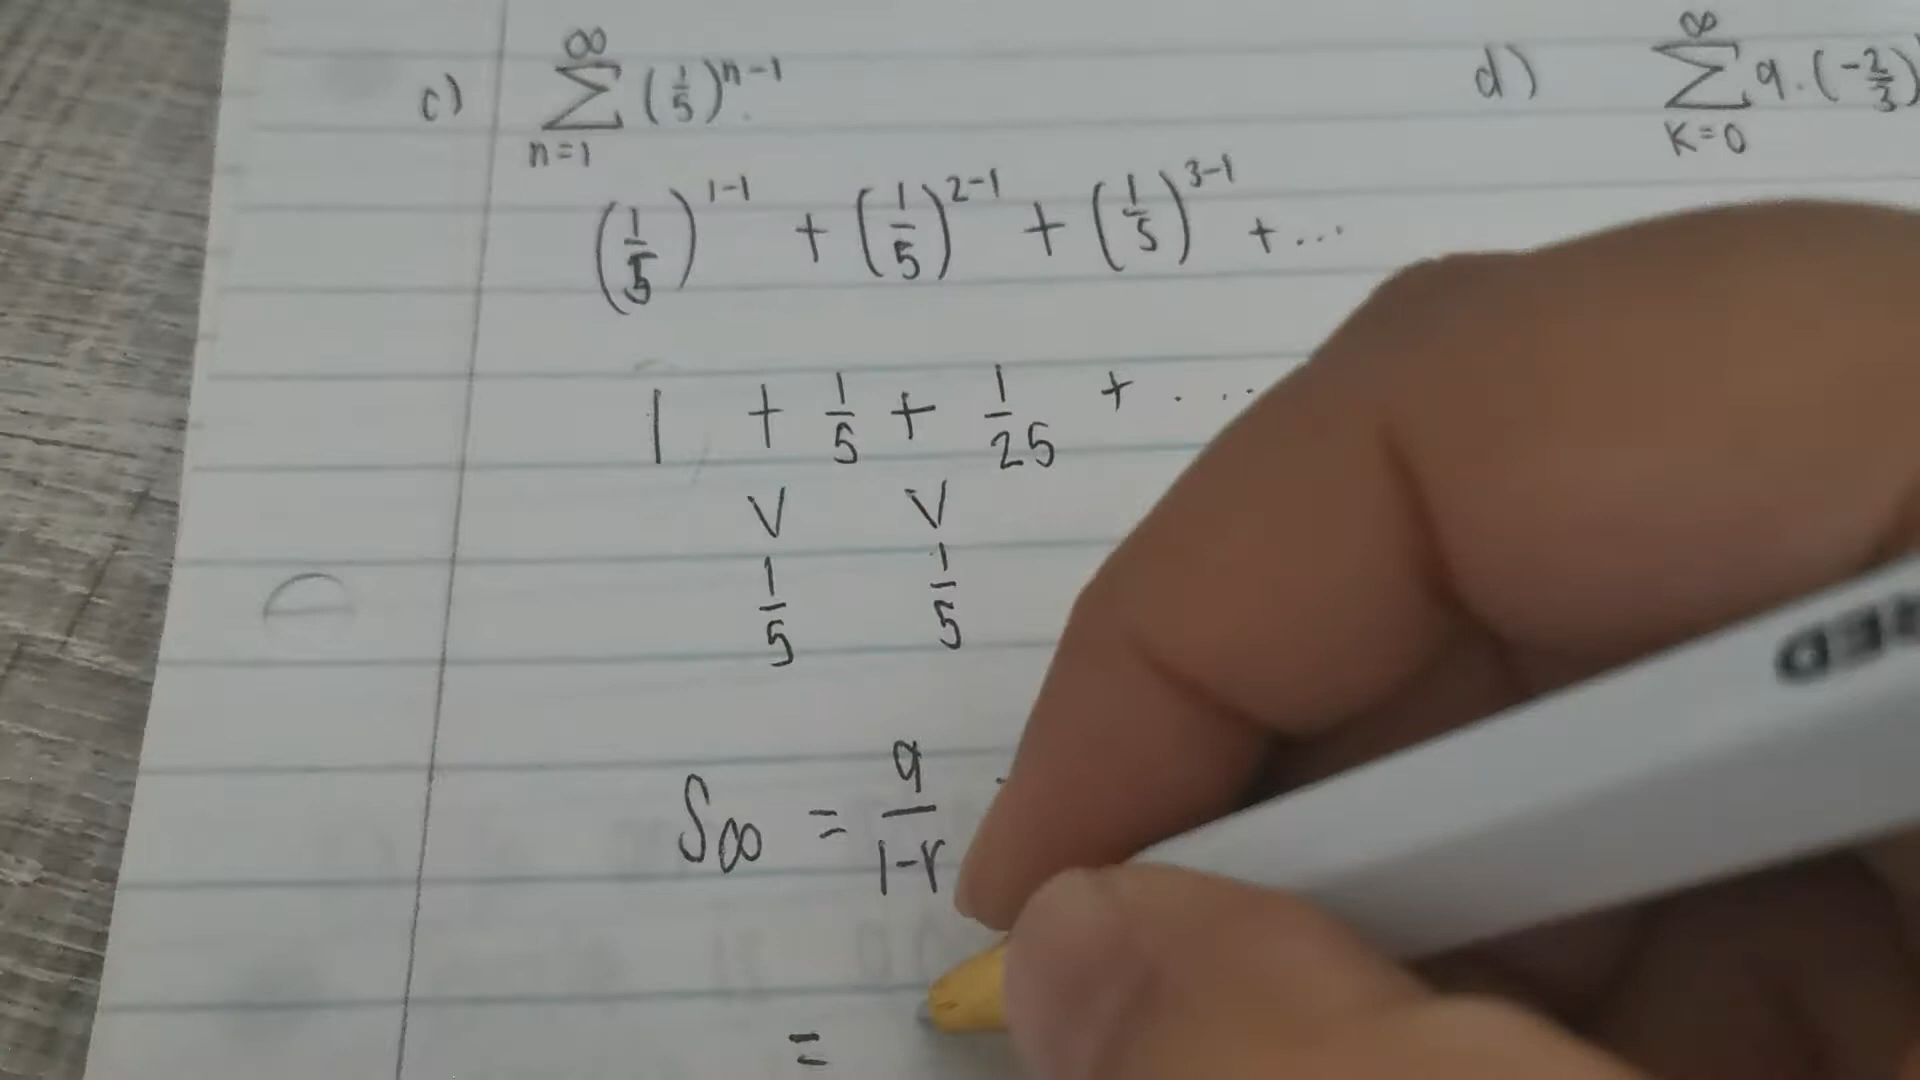 c) ∞ ∑ n=1 (1/5)^n-1
d) ∞ ∑ K=0 9·(-2/3)
(1/5)^1-1 + (1/5)^2-1 + (1/5)^3-1 + ...
1 + 1/5 + 1/25 + ...
V V
1/5 1/5
S∞ = a/1-r
=